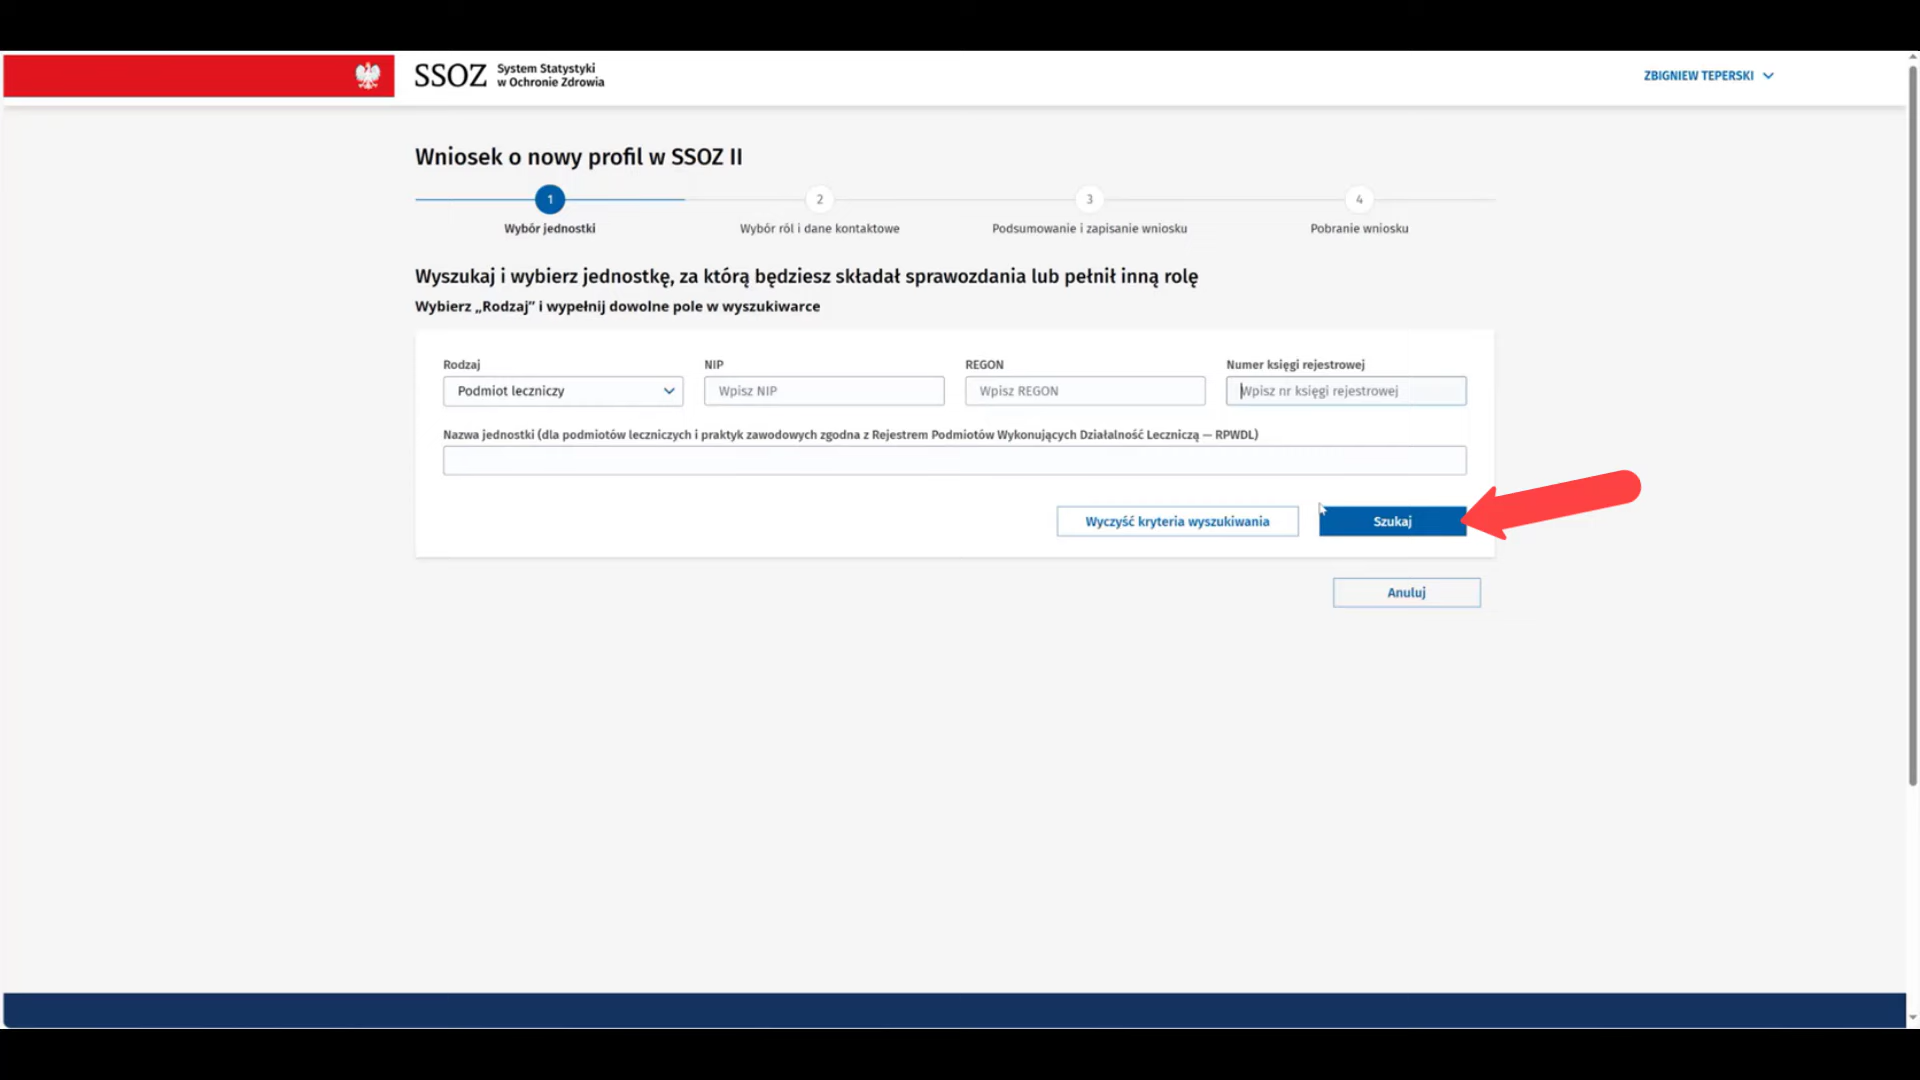 SSOZ System Statystyki
w Ochronie Zdrowia
ZBIGNIEW TEPERSKI
Wniosek o nowy profil w SSOZ II
1 2 3 4
Wybór jednostki Wybór ról i dane kontaktowe Podsumowanie i zapisanie wniosku Pobranie wniosku
Wyszukaj i wybierz jednostkę, za którą będziesz składał sprawozdania lub pełnił inną rolę
Wybierz „Rodzaj” i wypełnij dowolne pole w wyszukiwarce
Rodzaj NIP REGON Numer księgi rejestrowej
Podmiot leczniczy Wpisz NIP Wpisz REGON Wpisz nr księgi rejestrowej
Nazwa jednostki (dla podmiotów leczniczych i praktyk zawodowych zgodna z Rejestrem Podmiotów Wykonujących Działalność Leczniczą — RPWDL)
Wyczyść kryteria wyszukiwania Szukaj
Anuluj